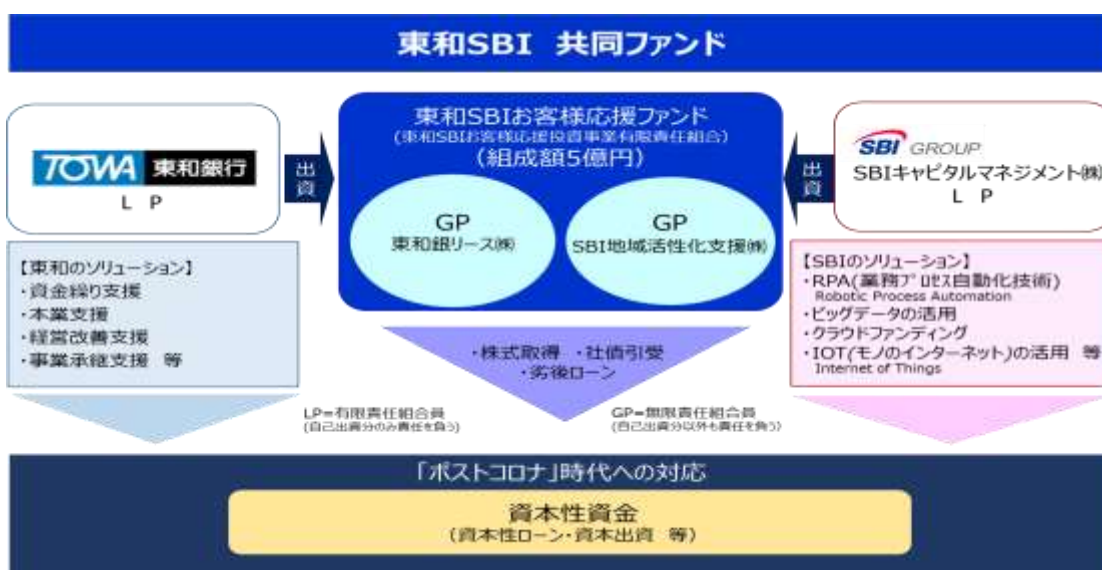 東和SBI 共同ファンド
TOWA 東和銀行
L P
出資
東和SBIお客様応援ファンド
(東和SBIお客様応援投資事業有限責任組合)
(組成額5億円)
GP
東和銀リース㈱
GP
SBI地域活性化支援㈱
出資
SBI GROUP
SBIキャピタルマネジメント㈱
L P
【東和のソリューション】
・資金繰り支援
・本業支援
・経営改善支援
・事業承継支援 等
・株式取得 ・社債引受
・劣後ローン
【SBIのソリューション】
・RPA(業務ﾌﾟﾛｾｽ自動化技術)
Robotic Process Automation
・ビッグデータの活用
・クラウドファンディング
・IOT(モノのインターネット)の活用 等
Internet of Things
LP=有限責任組合員
(自己出資分のみ責任を負う)
GP=無限責任組合員
(自己出資分以外も責任を負う)
「ポストコロナ」時代への対応
資本性資金
(資本性ローン・資本出資 等)